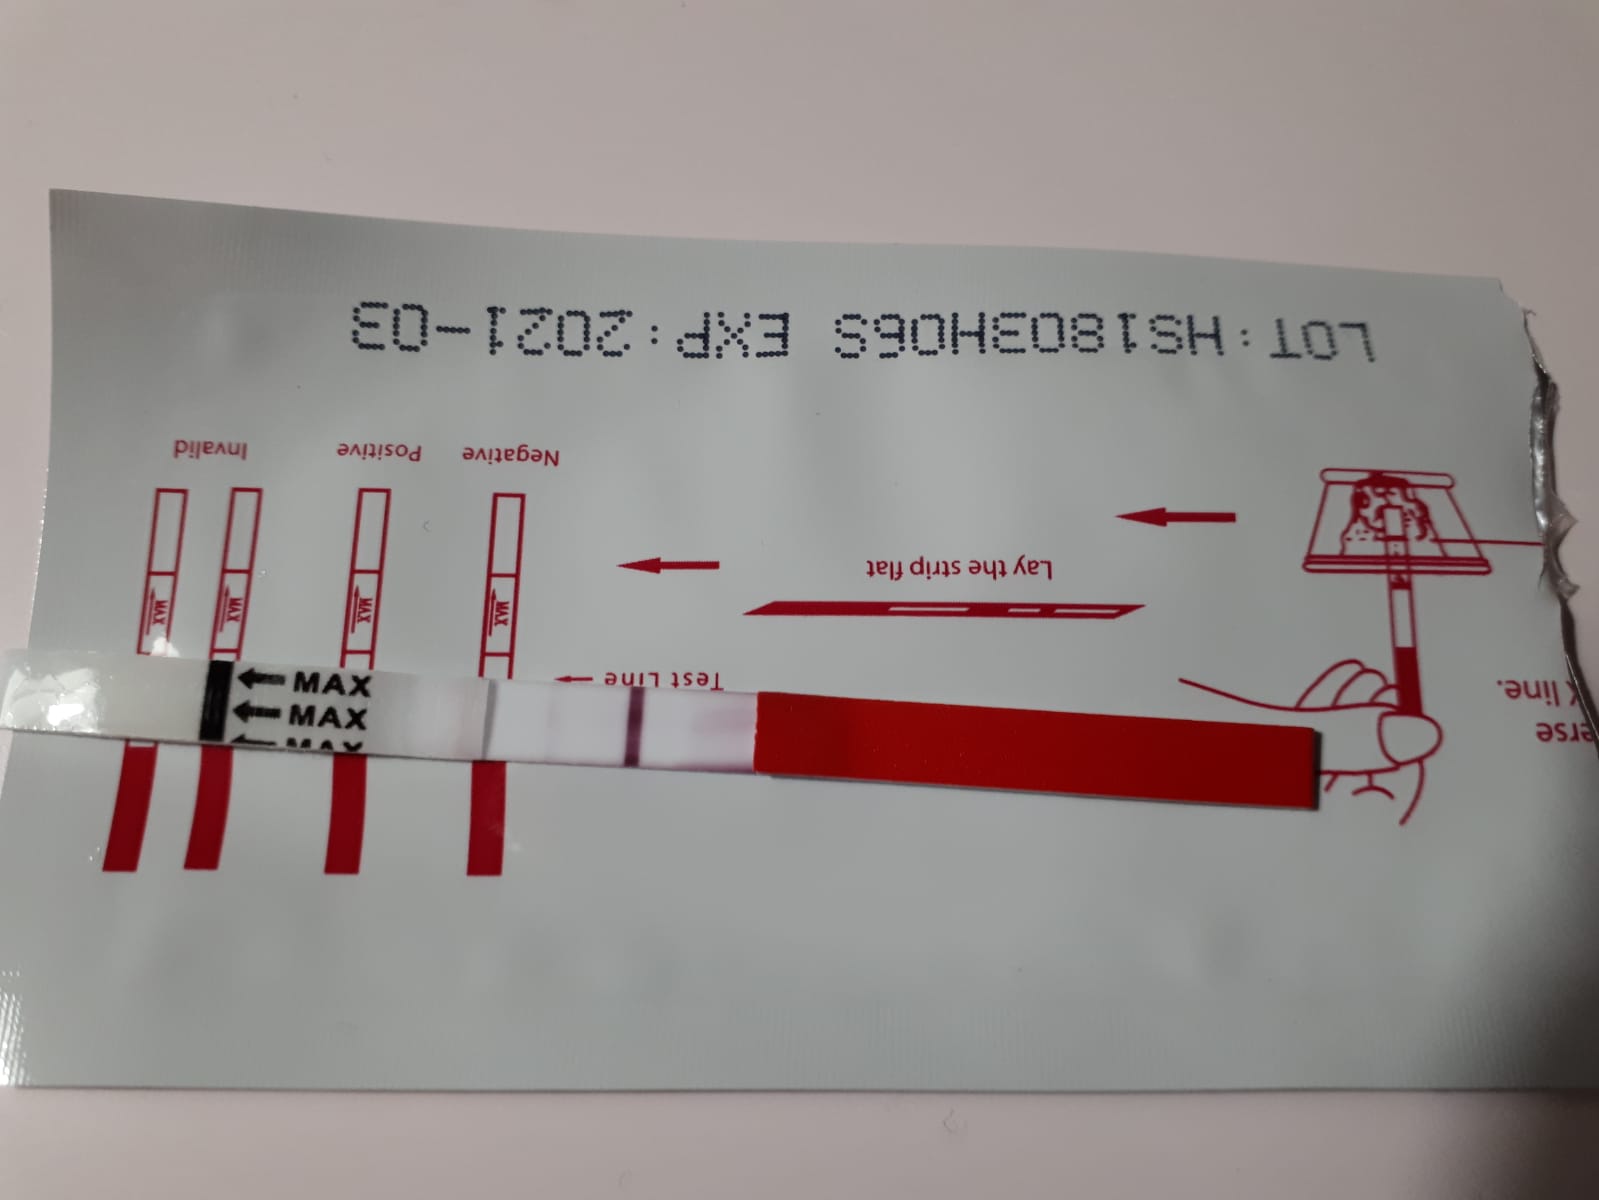 LOT:HS1803H06S EXP:2021-03
Negative
Positive
Invalid
Lay the strip flat
MAX
MAX
MAX
MAX
Test Line
line.
MAX
MAX
MAX